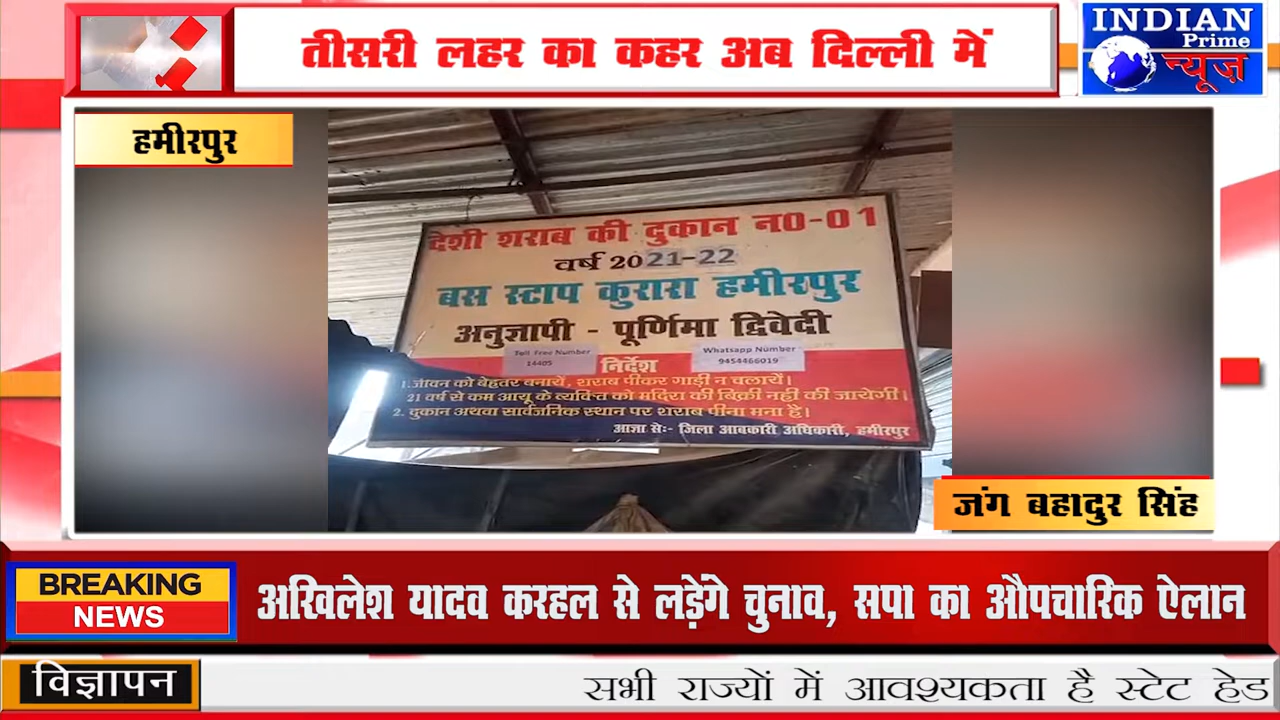 तीसरी लहर का कहर अब दिल्ली में
INDIAN
Prime
न्यूज़
हमीरपुर
देशी शराब की दुकान न0-01
वर्ष 2021-22
बस स्टाप कुरारा हमीरपुर
अनुज्ञापी - पूर्णिमा द्विवेदी
Toll Free Number
14405
निर्देश
Whatsapp Number
9454466019
1. जीवन को बेहतर बनायें, शराब पीकर गाड़ी न चलायें।
21 वर्ष से कम आयू के व्यक्ति को मदिरा की बिक्री नहीं की जायेगी।
2. दुकान अथवा सार्वजनिक स्थान पर शराब पीना मना है।
आज्ञा से:- जिला आबकारी अधिकारी, हमीरपुर
जंग बहादुर सिंह
BREAKING
NEWS
अखिलेश यादव करहल से लड़ेंगे चुनाव, सपा का औपचारिक ऐलान
विज्ञापन
सभी राज्यों में आवश्यकता है स्टेट हेड